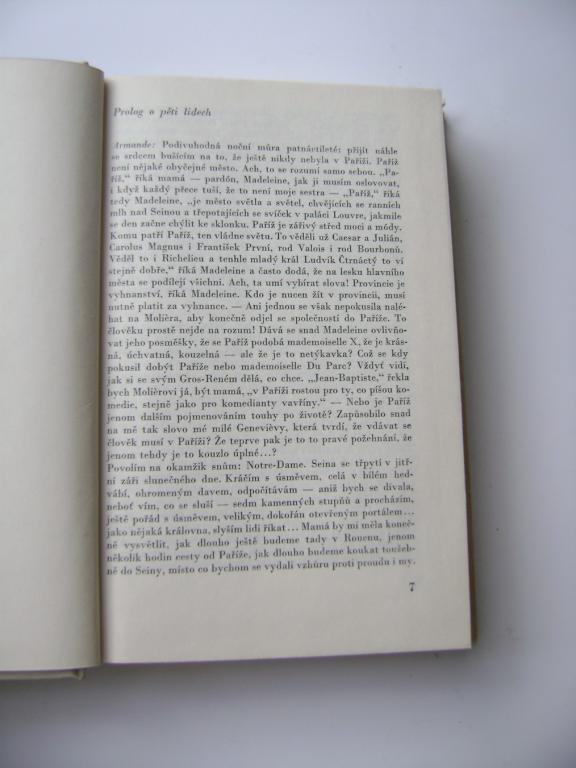 Prolog o pěti lidech
Armande: Podivuhodná noční můra patnáctileté: přijít náhle
se srdcem bušícím na to, že ještě nikdy nebyla v Paříži. Paříž
není nějaké obyčejné město. Ach, to se rozumí samo sebou. „Pa-
říž,“ říká mamá — pardón, Madeleine, jak ji musím oslovovat,
i když každý přece tuší, že to není moje sestra — „Paříž,“ říká
tedy Madeleine, „je město světla a světel, chvějících se ranních
mlh nad Seinou a třepotajících se svíček v paláci Louvre, jakmile
se den začne chýlit ke sklonku. Paříž je zářivý střed moci a módy.
Komu patří Paříž, ten vládne světu. To věděli už Caesar a Julián,
Carolus Magnus i František První, rod Valois i rod Bourbonů.
Věděl to i Richelieu a tenhle mladý král Ludvík Čtrnáctý to ví
stejně dobře,“ říká Madeleine a často dodá, že na lesku hlavního
města se podílejí všichni. Ach, ta umí vybírat slova! Provincie je
vyhnanství, říká Madeleine. Kdo je nucen žít v provincii, musí
nutně platit za vyhnance. — Ani jednou se však nepokusila nalé-
hat na Molièra, aby konečně odjel se společností do Paříže. To
člověku prostě nejde na rozum! Dává se snad Madeleine ovlivňo-
vat jeho posměšky, že se Paříž podobá mademoiselle X, že je krás-
ná, úchvatná, kouzelná — ale že je to netýkavka? Což se kdy
pokusil dobýt Paříže nebo mademoiselle Du Parc? Vždyť vidí,
jak si se svým Gros-Reném dělá, co chce. „Jean-Baptiste,“ řekla
bych Molièrovi já, být mamá, „v Paříži rostou pro ty, co píšou ko-
medie, stejně jako pro komedianty vavříny.“ — Nebo je Paříž
jenom dalším pojmenováním touhy po životě? Zapůsobilo snad
na mě tak slovo mé milé Genevièvy, která tvrdí, že vdávat se
člověk musí v Paříži? Že teprve pak je to to pravé požehnání, že
jenom tehdy je to kouzlo úplné...?
Povolím na okamžik snům: Notre-Dame. Seina se třpytí v jitř-
ní záři slunečného dne. Kráčím s úsměvem, celá v bílém hed-
vábí, ohromeným davem, odpočítávám — aniž bych se dívala,
neboť vím, co se sluší — sedm kamenných stupňů a procházím,
ještě pořád s úsměvem, velikým, dokořán otevřeným portálem...
jako nějaká královna, slyším lidi říkat... Mamá by mi měla koneč-
ně vysvětlit, jak dlouho ještě budeme tady v Rouenu, jenom
několik hodin cesty od Paříže, jak dlouho budeme koukat toužeb-
ně do Seiny, místo co bychom se vydali vzhůru proti proudu i my.
7